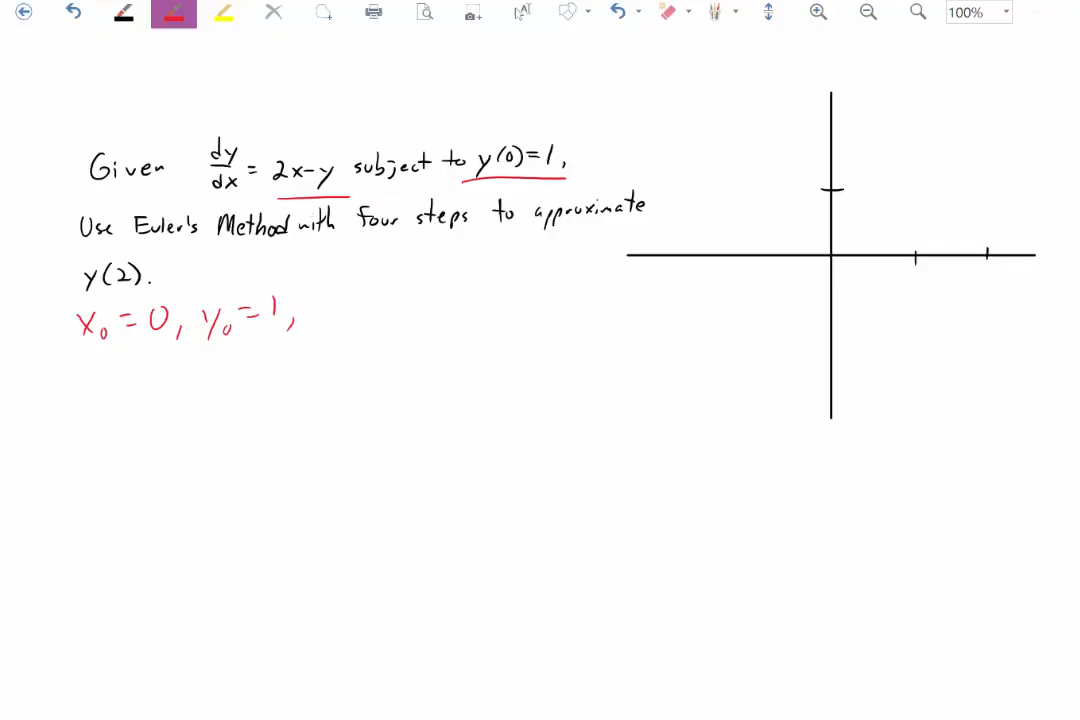 100%
Given dy/dx = 2x-y subject to y(0)=1,
Use Euler's Method with four steps to approximate
y(2).
x₀ = 0, y₀ = 1,